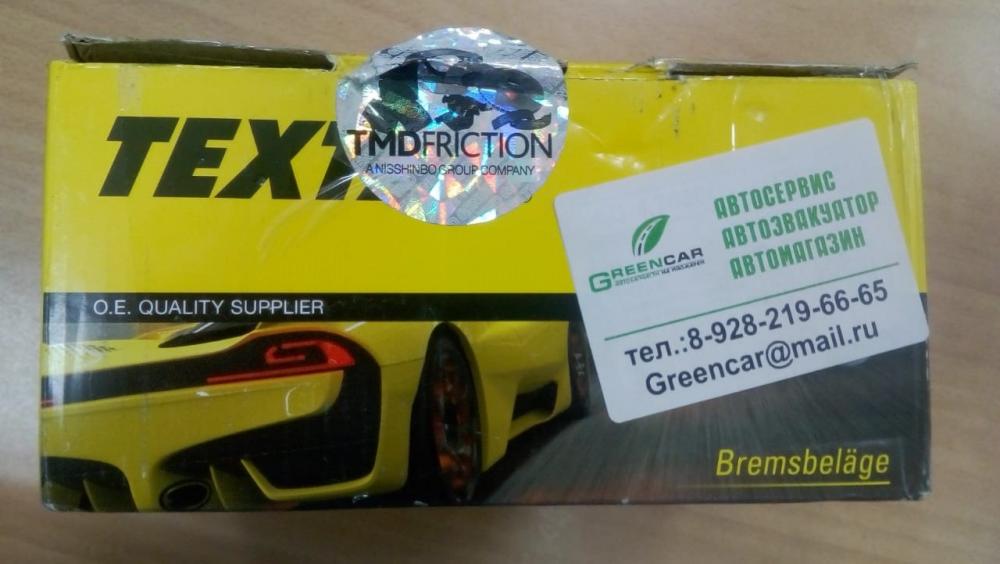 TEXT
TMDFRICTION
A NISSHINBO GROUP COMPANY
GREENCAR
АВТОСЕРВИС
АВТОЭВАКУАТОР
АВТОМАГАЗИН
тел.:8-928-219-66-65
Greencar@mail.ru
O.E. QUALITY SUPPLIER
Bremsbeläge